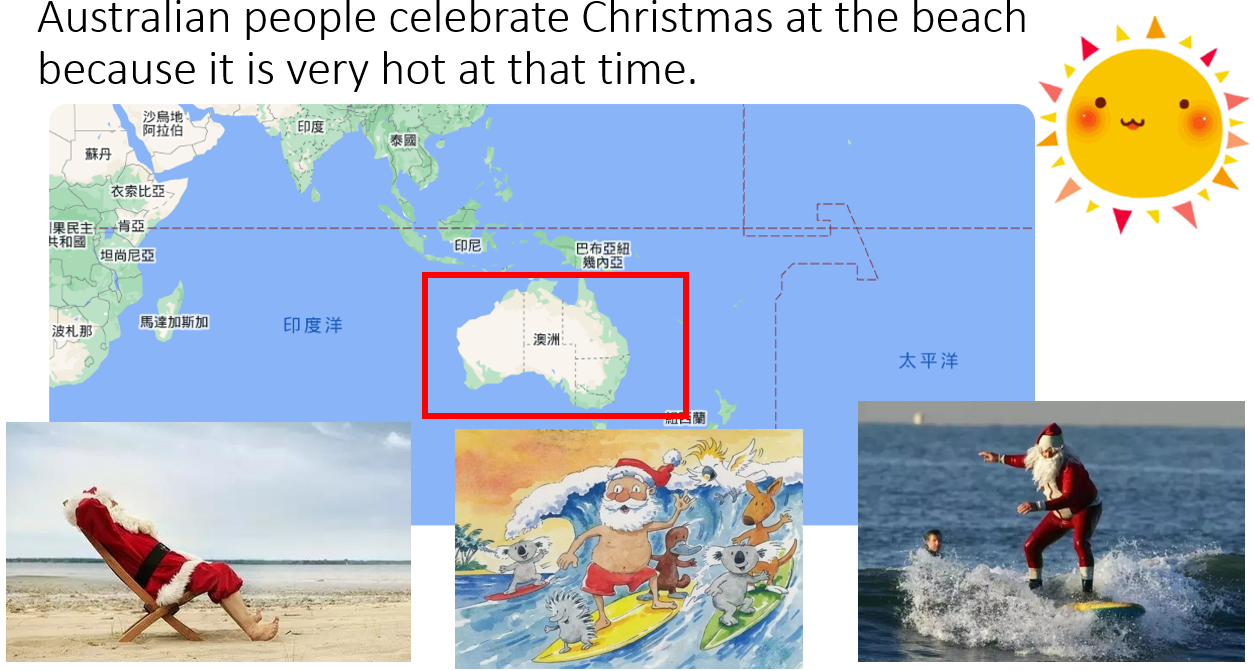 Australian people celebrate Christmas at the beach
because it is very hot at that time.
沙烏地
阿拉伯
印度
泰國
蘇丹
衣索比亞
果民主
共和國
肯亞
坦尚尼亞
印尼
巴布亞紐
幾內亞
馬達加斯加
波札那
印度洋
澳洲
太平洋
紐西蘭